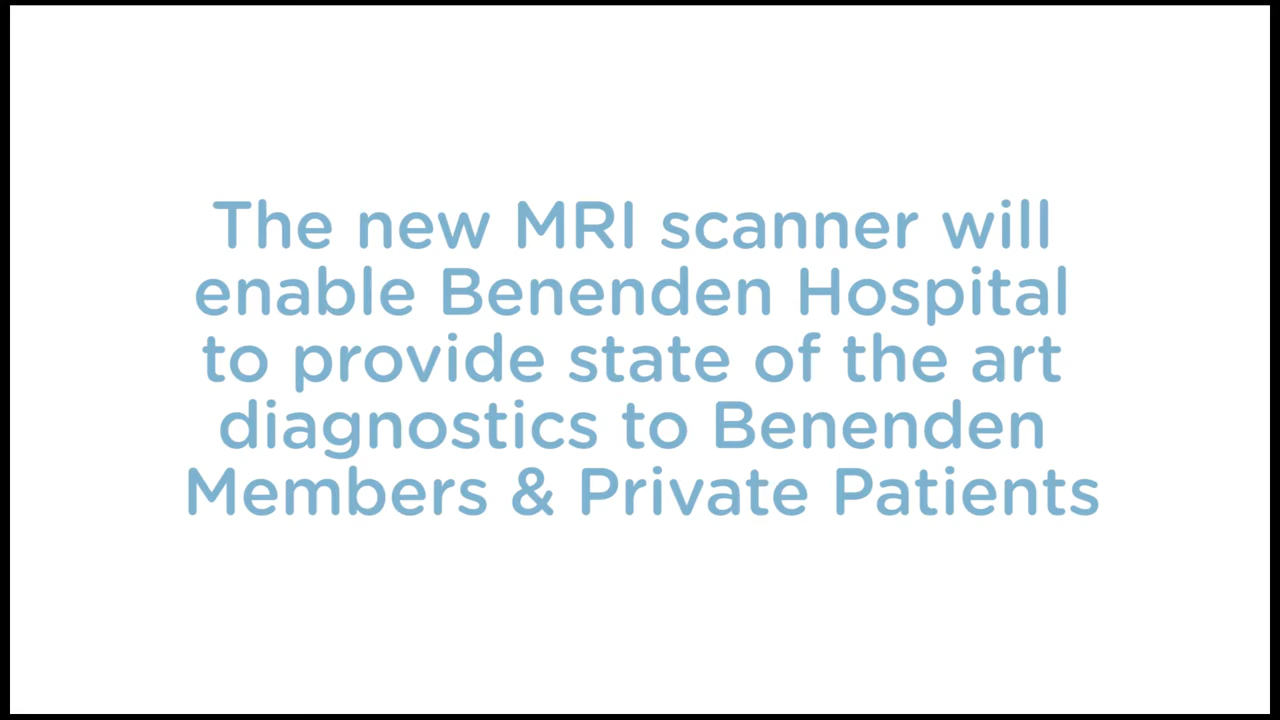 The new MRI scanner will
enable Benenden Hospital
to provide state of the art
diagnostics to Benenden
Members & Private Patients